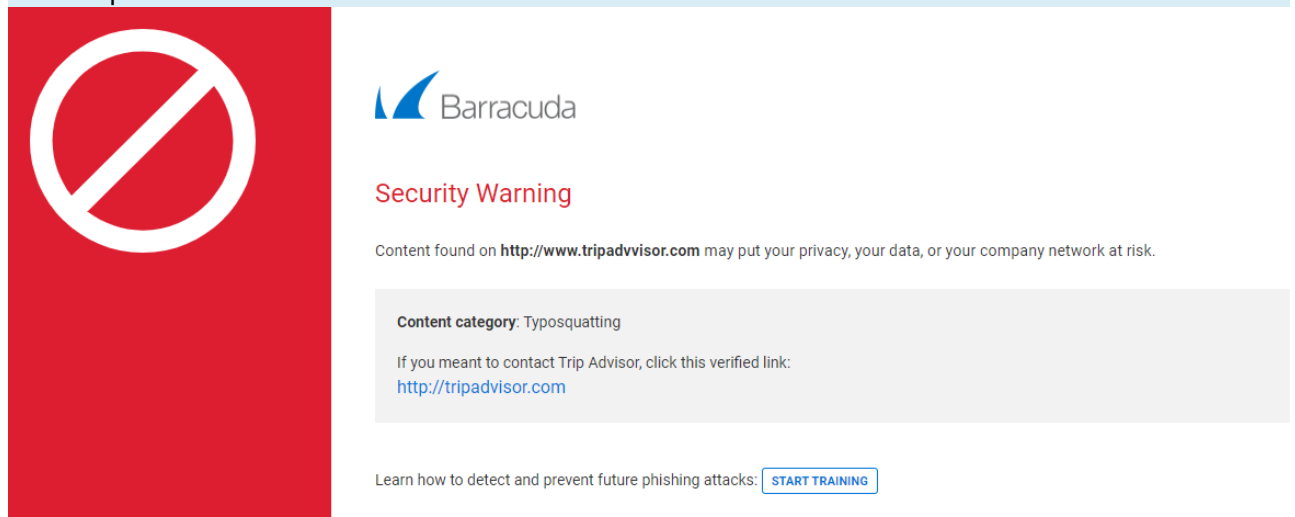 Barracuda
Security Warning
Content found on http://www.tripadvvisor.com may put your privacy, your data, or your company network at risk.
Content category: Typosquatting
If you meant to contact Trip Advisor, click this verified link:
http://tripadvisor.com
Learn how to detect and prevent future phishing attacks: START TRAINING